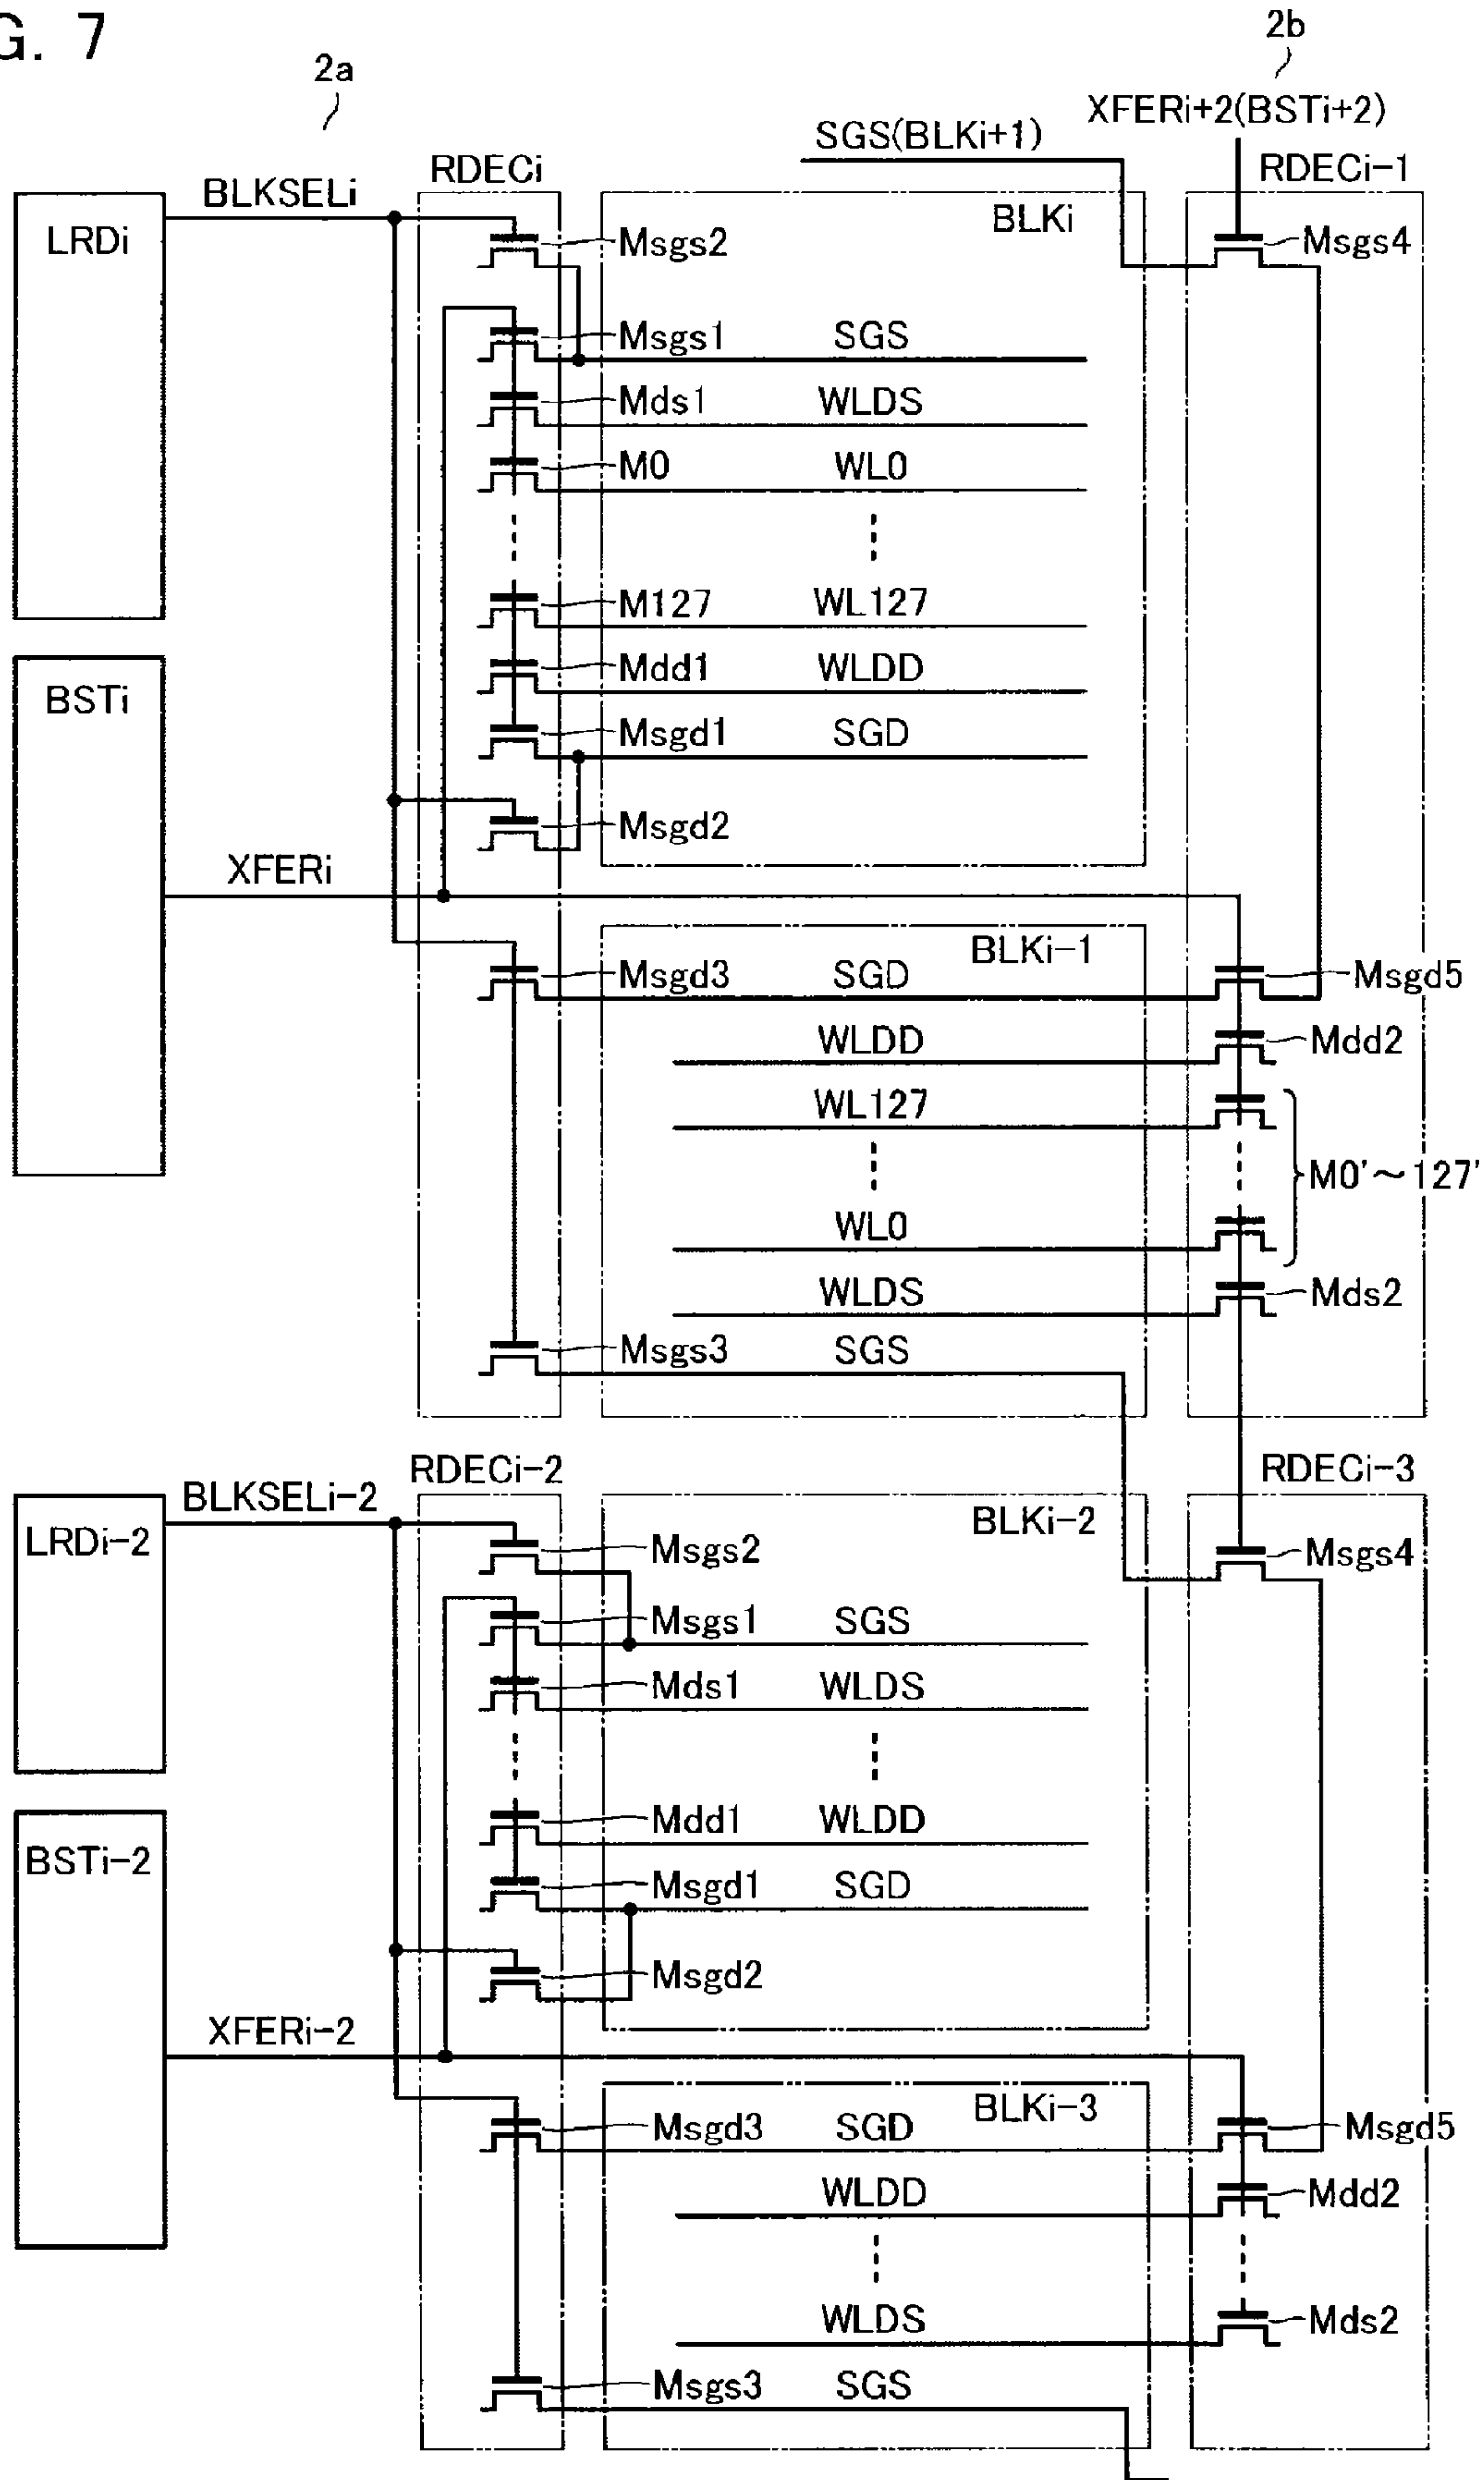 G. 7
2a
2b
XFERi+2(BSTi+2)
SGS(BLKi+1)
RDECi
RDECi-1
BLKSELi
LRDi
BLKi
Msgs2
Msgs4
Msgs1
SGS
Mds1
WLDS
M0
WL0
M127
WL127
BSTi
Mdd1
WLDD
Msgd1
SGD
Msgd2
XFERi
BLKi-1
Msgd3
SGD
Msgd5
WLDD
Mdd2
WL127
M0'~127'
WL0
WLDS
Mds2
Msgs3
SGS
RDECi-2
RDECi-3
BLKSELi-2
LRDi-2
BLKi-2
Msgs2
Msgs4
Msgs1
SGS
Mds1
WLDS
Mdd1
WLDD
BSTi-2
Msgd1
SGD
Msgd2
XFERi-2
BLKi-3
Msgd3
SGD
Msgd5
WLDD
Mdd2
WLDS
Mds2
Msgs3
SGS